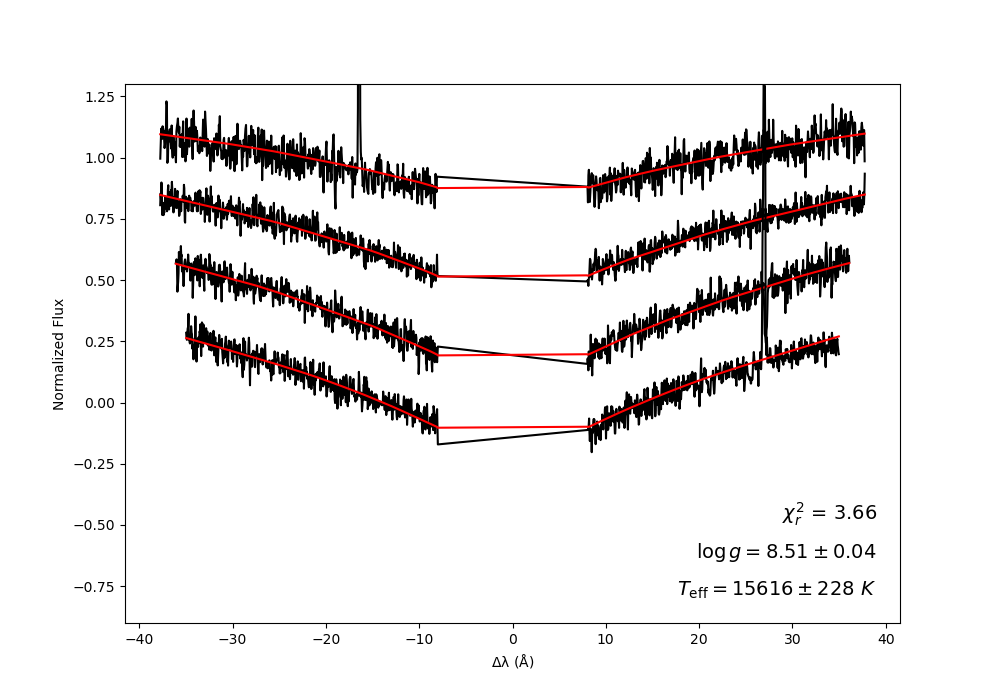 1.25
1.00
0.75
0.50
0.25
0.00
−0.25
−0.50
−0.75
Normalized Flux
χ²ᵣ = 3.66
log g = 8.51 ± 0.04
T_eff = 15616 ± 228 K
−40 −30 −20 −10 0 10 20 30 40
Δλ (Å)